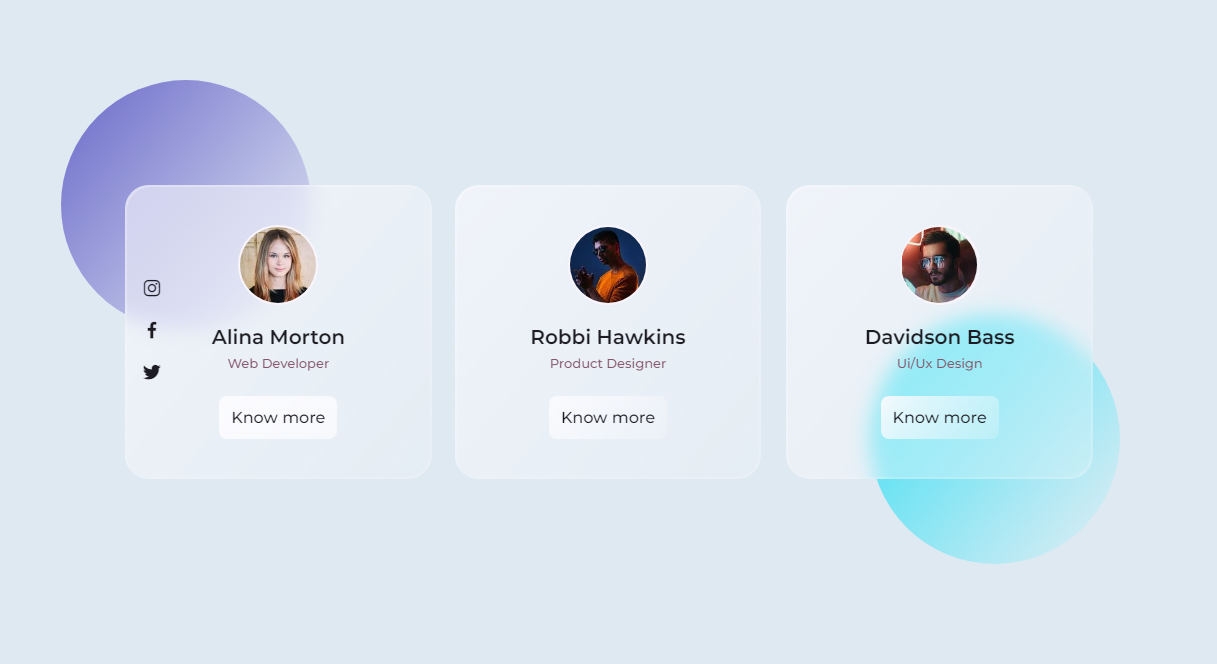 Alina Morton
Web Developer
Know more
Robbi Hawkins
Product Designer
Know more
Davidson Bass
Ui/Ux Design
Know more